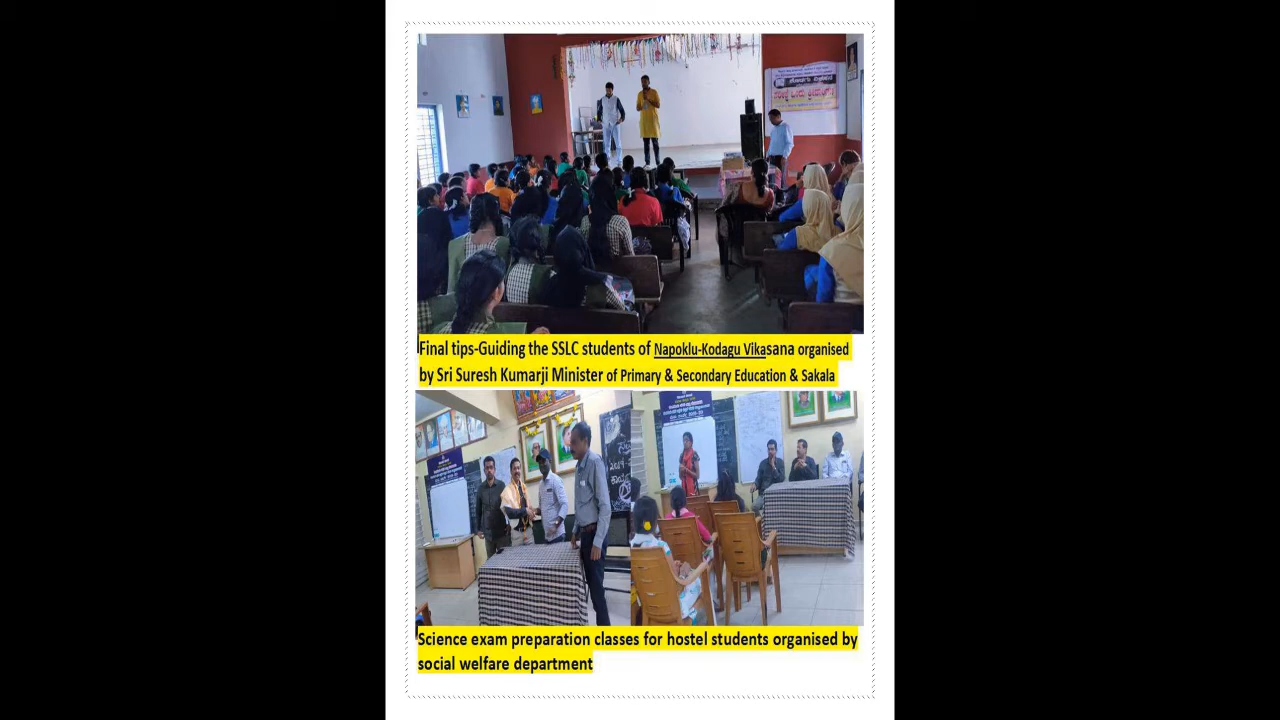 Final tips-Guiding the SSLC students of Napoklu-Kodagu Vikasana organised
by Sri Suresh Kumarji Minister of Primary & Secondary Education & Sakala
Science exam preparation classes for hostel students organised by
social welfare department